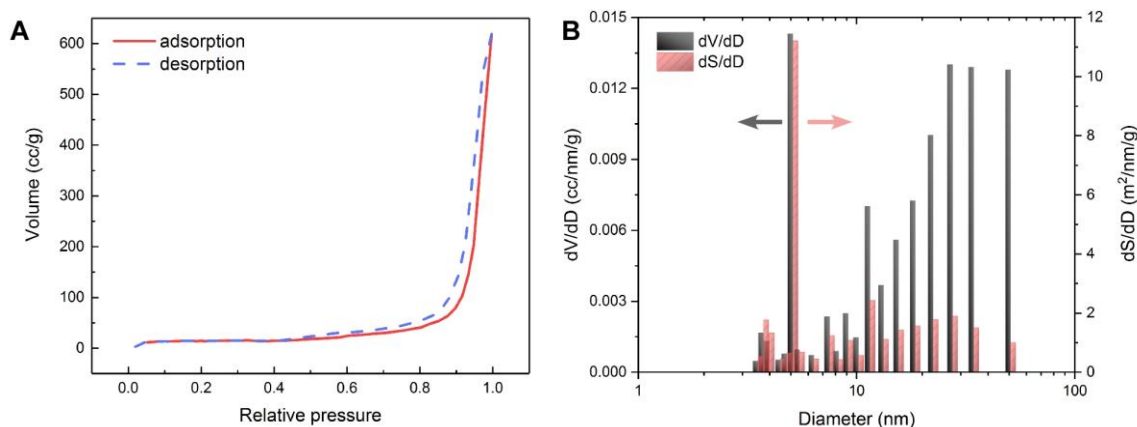 A
adsorption
desorption
Volume (cc/g)
600
500
400
300
200
100
0
0.0 0.2 0.4 0.6 0.8 1.0
Relative pressure
B
dV/dD
dS/dD
dV/dD (cc/nm/g)
0.015
0.012
0.009
0.006
0.003
0.000
1 10 100
Diameter (nm)
12
10
8
6
4
2
0
dS/dD (m²/nm/g)